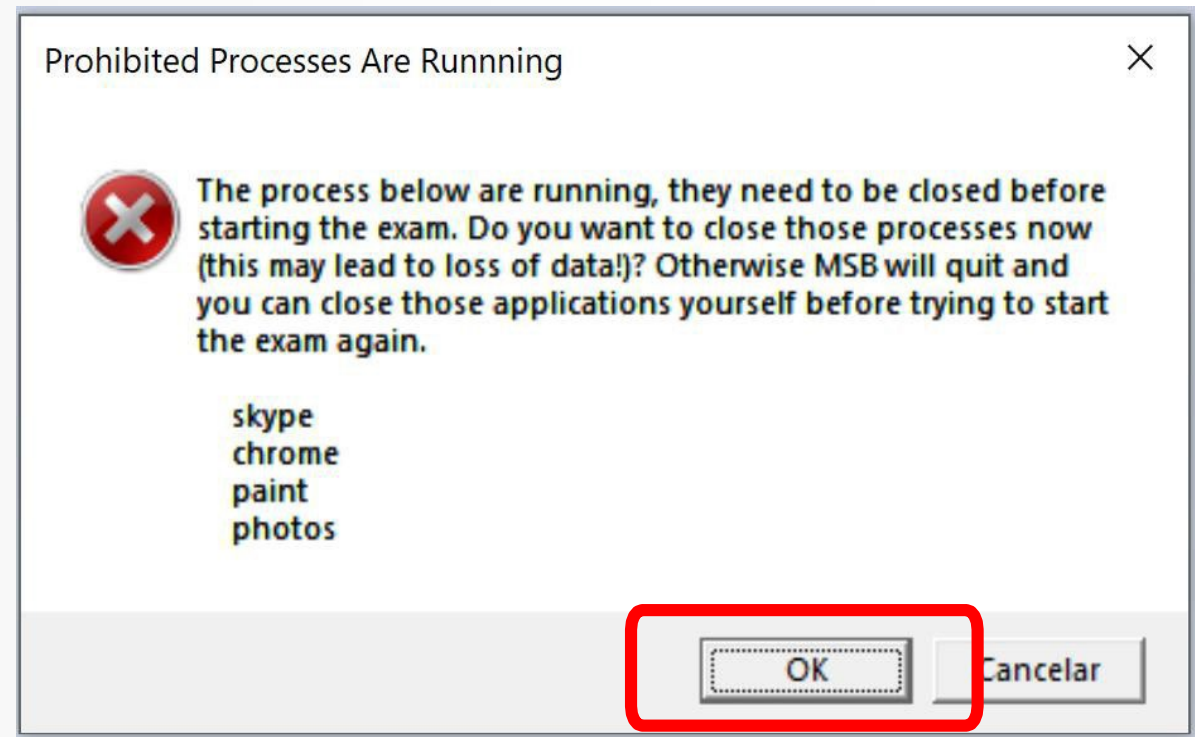 Prohibited Processes Are Runnning
The process below are running, they need to be closed before
starting the exam. Do you want to close those processes now
(this may lead to loss of data!)? Otherwise MSB will quit and
you can close those applications yourself before trying to start
the exam again.
skype
chrome
paint
photos
OK
Cancelar